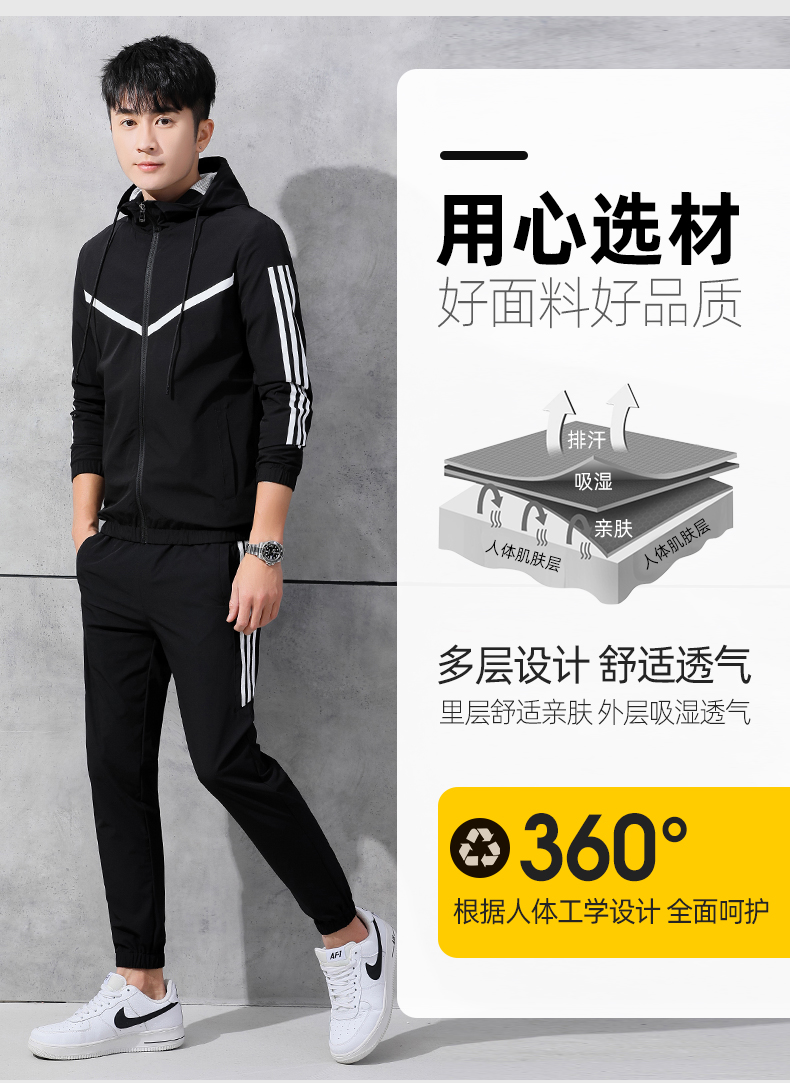 用心选材
好面料好品质
排汗
吸湿
亲肤
人体肌肤层
人体肌肤层
多层设计 舒适透气
里层舒适亲肤 外层吸湿透气
360°
根据人体工学设计 全面呵护
AF1